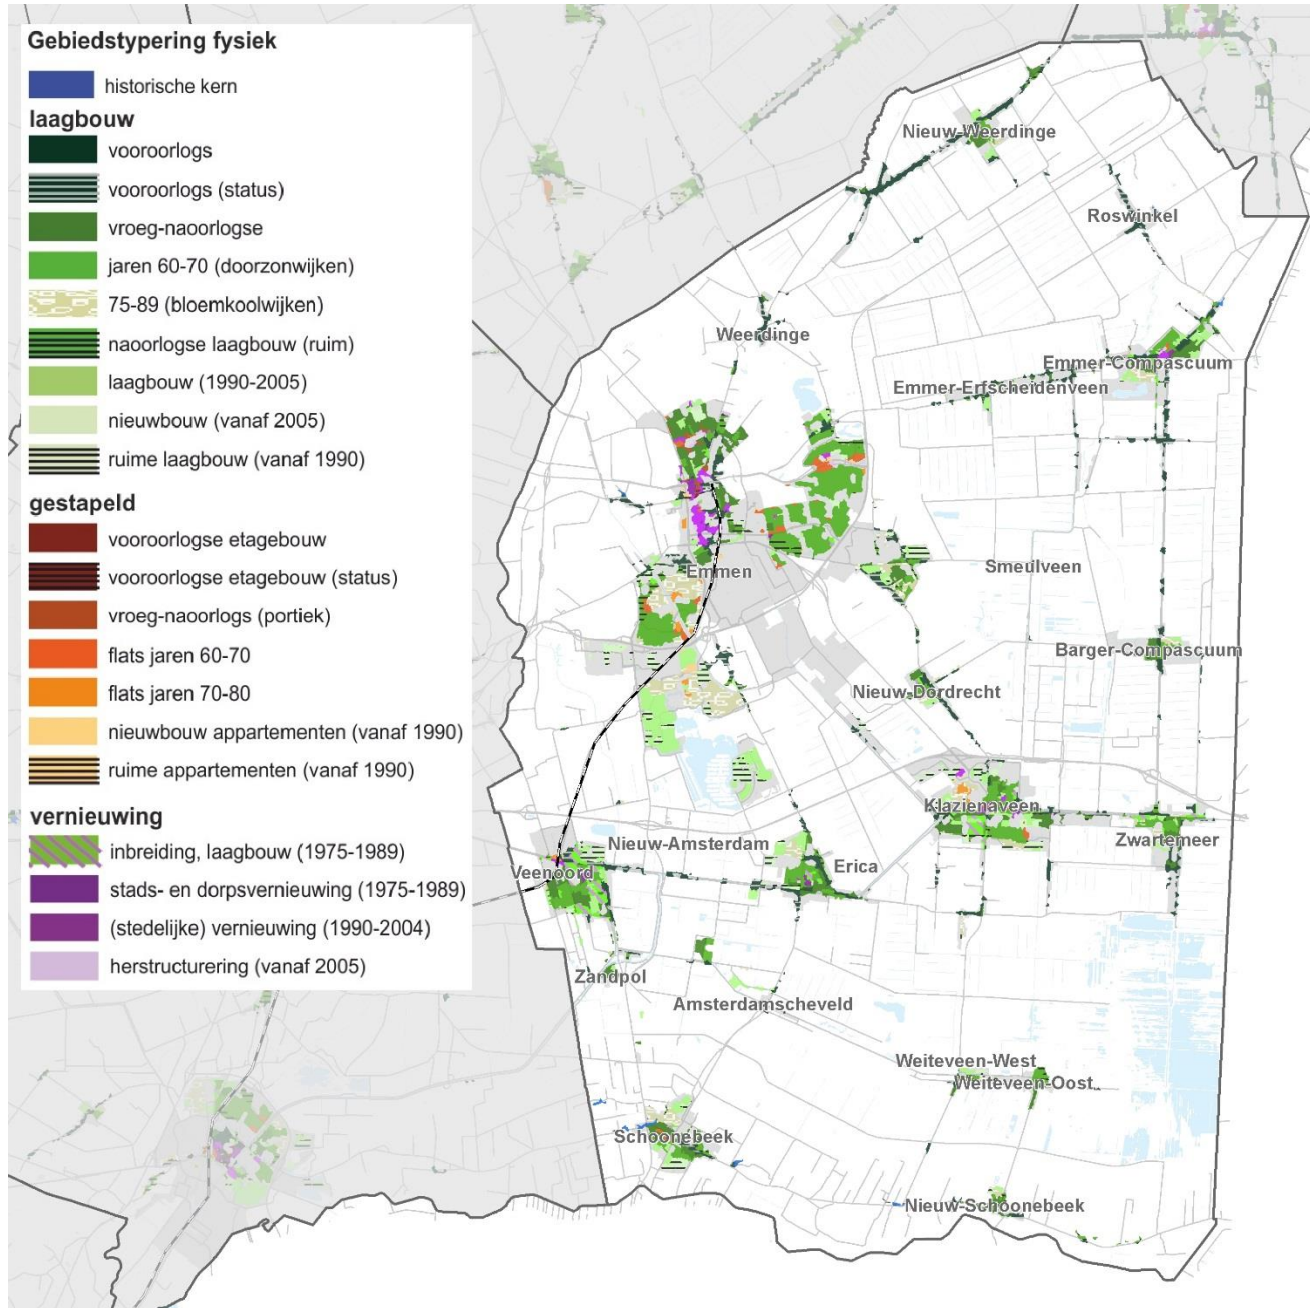 Gebiedstypering fysiek
historische kern
laagbouw
vooroorlogs
vooroorlogs (status)
vroeg-naoorlogse
jaren 60-70 (doorzonwijken)
75-89 (bloemkoolwijken)
naoorlogse laagbouw (ruim)
laagbouw (1990-2005)
nieuwbouw (vanaf 2005)
ruime laagbouw (vanaf 1990)
gestapeld
vooroorlogse etagebouw
vooroorlogse etagebouw (status)
vroeg-naoorlogs (portiek)
flats jaren 60-70
flats jaren 70-80
nieuwbouw appartementen (vanaf 1990)
ruime appartementen (vanaf 1990)
vernieuwing
inbreiding, laagbouw (1975-1989)
stads- en dorpsvernieuwing (1975-1989)
(stedelijke) vernieuwing (1990-2004)
herstructurering (vanaf 2005)
Nieuw-Weerdinge
Roswinkel
Weerdinge
Emmer-Compascuum
Emmer-Erfscheidenveen
Smeulveen
Emmen
Barger-Compascuum
Nieuw-Dordrecht
Klazienaveen
Zwartemeer
Nieuw-Amsterdam
Erica
Veenoord
Zandpol
Amsterdamscheveld
Weiteveen-West
Weiteveen-Oost
Schoonebeek
Nieuw-Schoonebeek